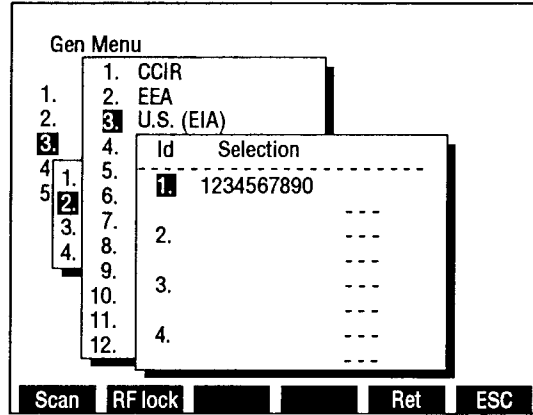 Gen Menu
1.
2.
3.
4
5
1.
2.
3.
4.
1. CCIR
2. EEA
3. U.S. (EIA)
4.
5.
6.
7.
8.
9.
10.
11.
12.
Id Selection
1. 1234567890
- - -
2. - - -
- - -
3. - - -
- - -
4. - - -
- - -
Scan RF lock Ret ESC